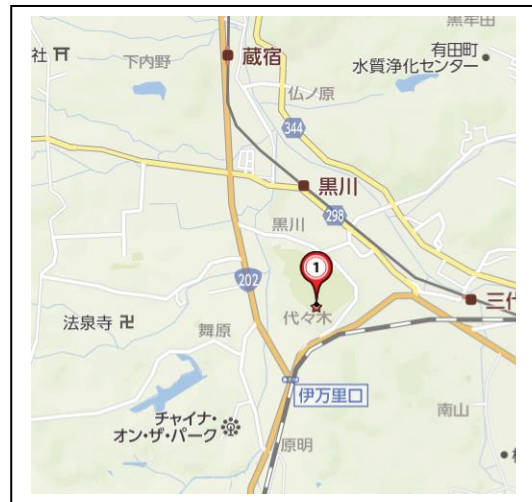 黒牟田
社
下内野
蔵宿
有田町
水質浄化センター
仏ノ原
344
黒川
298
黒川
202
1
三代
代々木
法泉寺
舞原
伊万里口
チャイナ・
オン・ザ・パーク
南山
原明